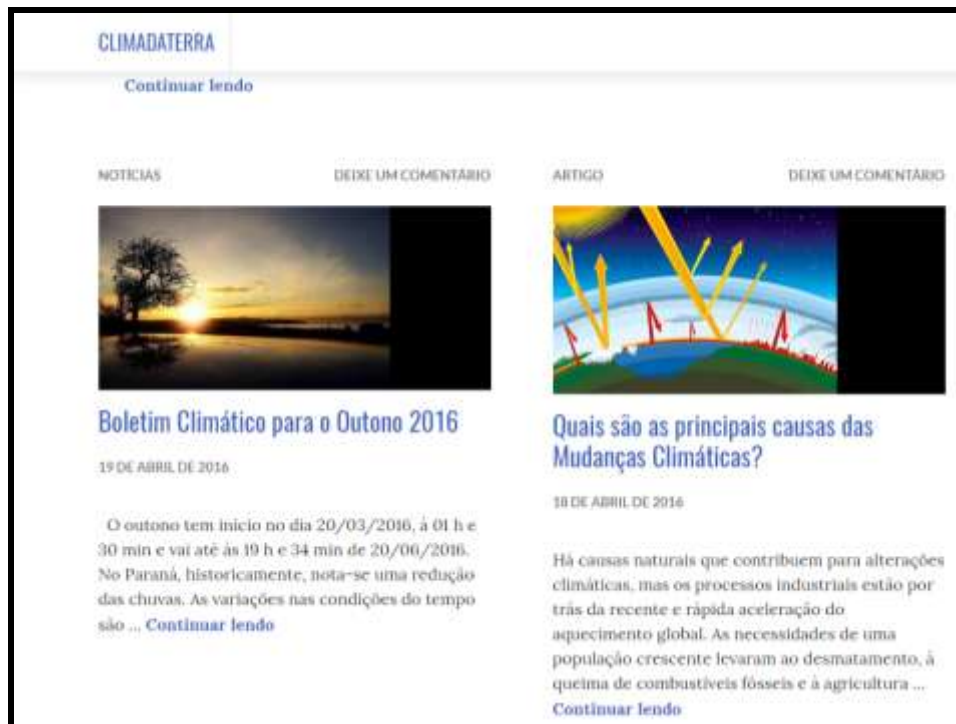 CLIMADATERRA
Continuar lendo
NOTÍCIAS DEIXE UM COMENTÁRIO
Boletim Climático para o Outono 2016
19 DE ABRIL DE 2016
O outono tem início no dia 20/03/2016, à 01 h e
30 min e vai até às 19 h e 34 min de 20/06/2016.
No Paraná, historicamente, nota-se uma redução
das chuvas. As variações nas condições do tempo
são ... Continuar lendo
ARTIGO DEIXE UM COMENTÁRIO
Quais são as principais causas das
Mudanças Climáticas?
18 DE ABRIL DE 2016
Há causas naturais que contribuem para alterações
climáticas, mas os processos industriais estão por
trás da recente e rápida aceleração do
aquecimento global. As necessidades de uma
população crescente levaram ao desmatamento, à
queima de combustíveis fósseis e à agricultura ...
Continuar lendo